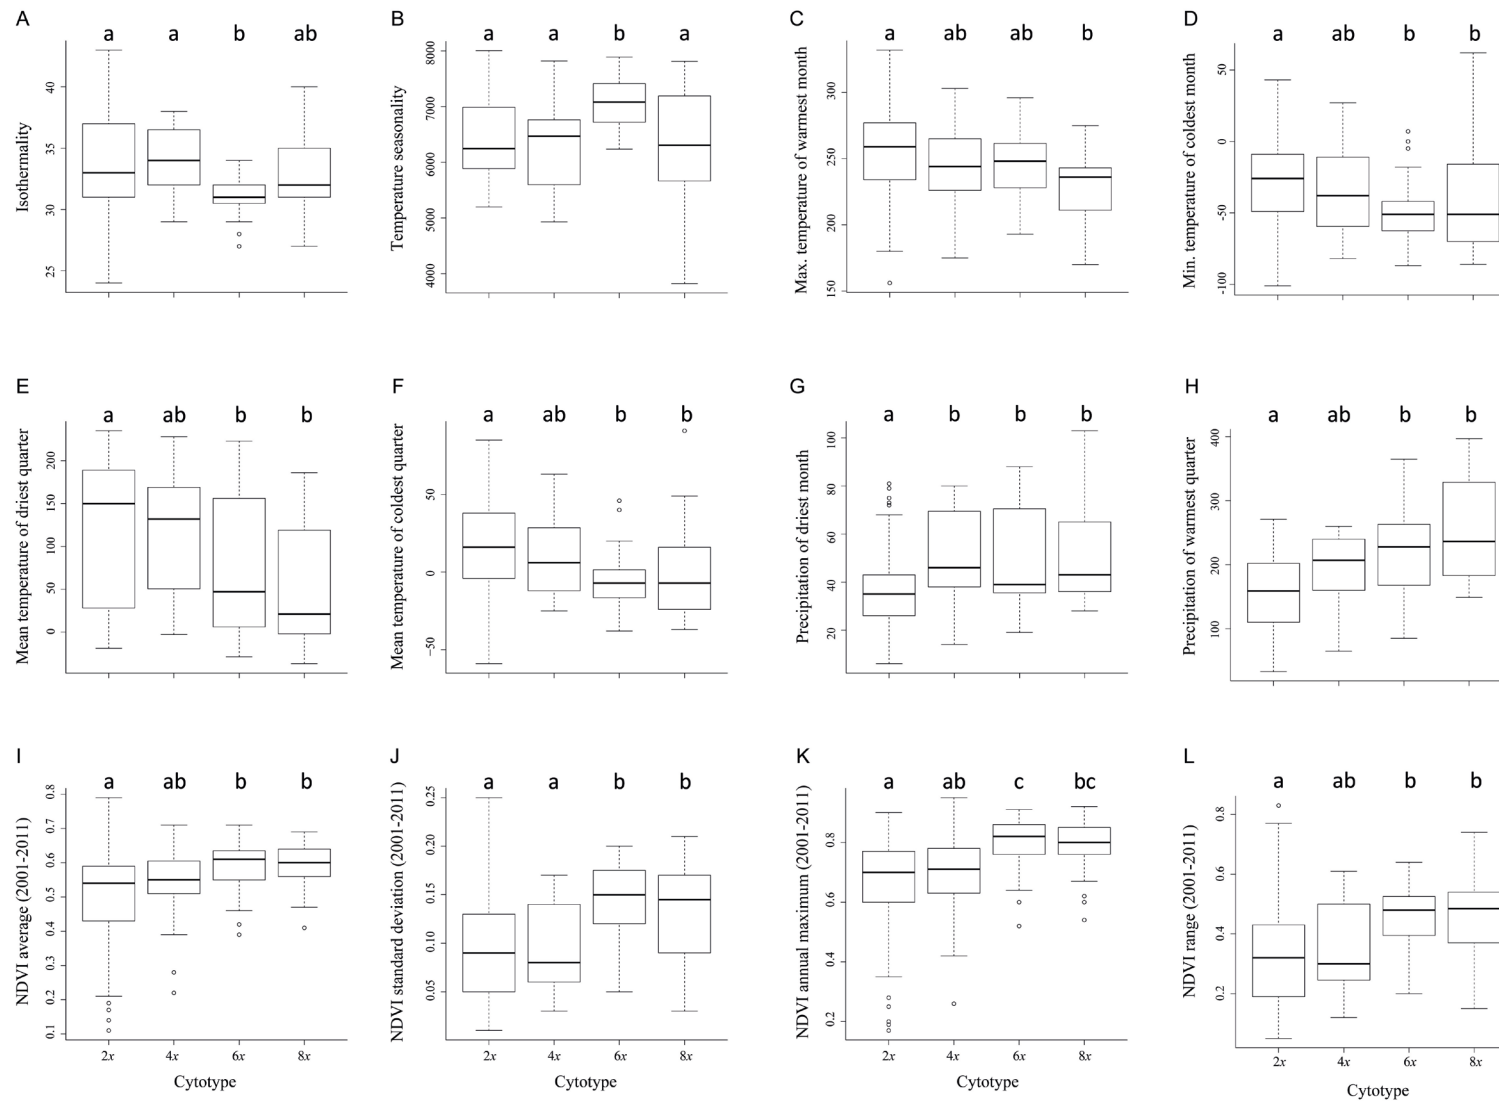 A B C D
a a b ab
a a b a
a ab ab b
a ab b b
Isothermality
25 30 35 40
Temperature seasonality
4000 5000 6000 7000 8000
Max. temperature of warmest month
150 200 250 300
Min. temperature of coldest month
-100 -50 0 50
E F G H
a ab b b
a ab b b
a b b b
a ab b b
Mean temperature of driest quarter
0 50 100 150 200
Mean temperature of coldest quarter
−50 0 50
Precipitation of driest month
20 40 60 80 100
Precipitation of warmest quarter
100 200 300 400
I J K L
a ab b b
a a b b
a ab c bc
a ab b b
NDVI average (2001-2011)
0.1 0.2 0.3 0.4 0.5 0.6 0.7 0.8
NDVI standard deviation (2001-2011)
0.05 0.10 0.15 0.20 0.25
NDVI annual maximum (2001-2011)
0.2 0.4 0.6 0.8
NDVI range (2001-2011)
0.2 0.4 0.6 0.8
2x 4x 6x 8x
2x 4x 6x 8x
2x 4x 6x 8x
2x 4x 6x 8x
Cytotype
Cytotype
Cytotype
Cytotype